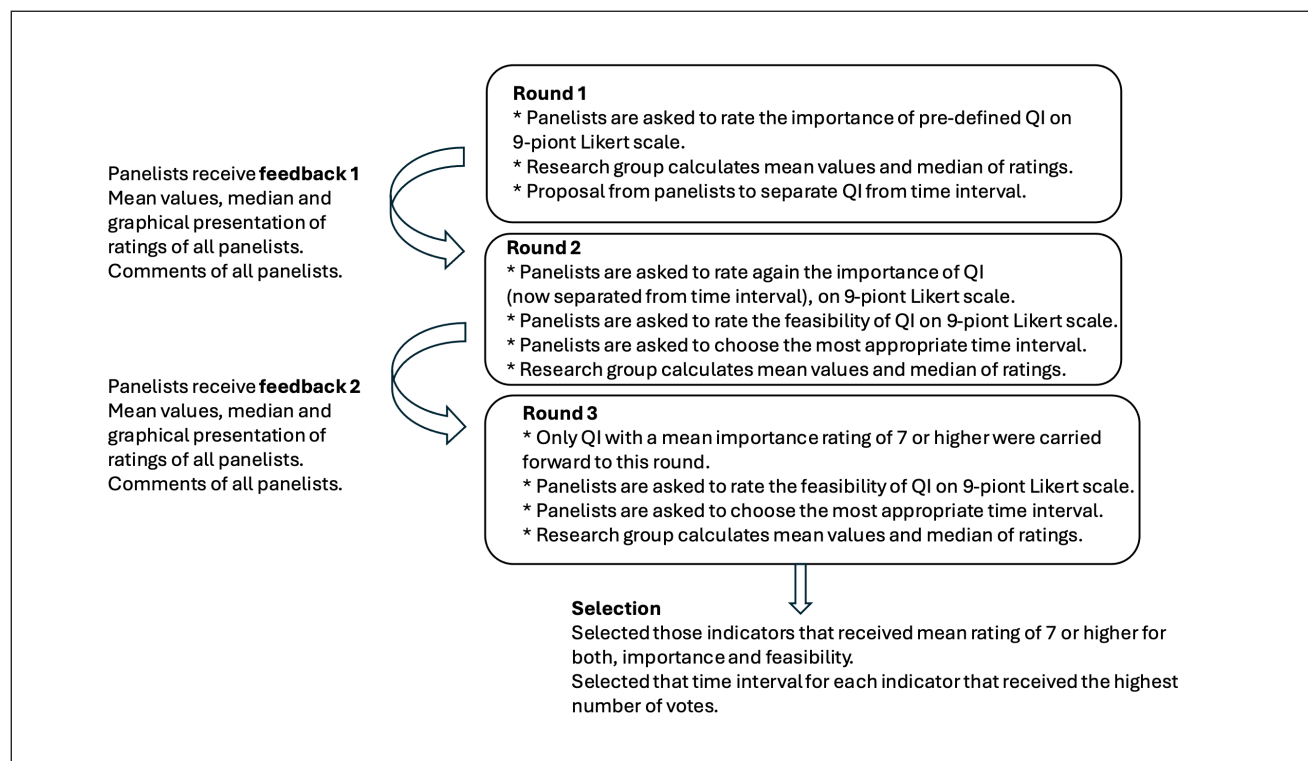 Round 1
* Panelists are asked to rate the importance of pre-defined QI on
9-piont Likert scale.
* Research group calculates mean values and median of ratings.
* Proposal from panelists to separate QI from time interval.
Panelists receive feedback 1
Mean values, median and
graphical presentation of
ratings of all panelists.
Comments of all panelists.
Round 2
* Panelists are asked to rate again the importance of QI
(now separated from time interval), on 9-piont Likert scale.
* Panelists are asked to rate the feasibility of QI on 9-piont Likert scale.
* Panelists are asked to choose the most appropriate time interval.
* Research group calculates mean values and median of ratings.
Panelists receive feedback 2
Mean values, median and
graphical presentation of
ratings of all panelists.
Comments of all panelists.
Round 3
* Only QI with a mean importance rating of 7 or higher were carried
forward to this round.
* Panelists are asked to rate the feasibility of QI on 9-piont Likert scale.
* Panelists are asked to choose the most appropriate time interval.
* Research group calculates mean values and median of ratings.
Selection
Selected those indicators that received mean rating of 7 or higher for
both, importance and feasibility.
Selected that time interval for each indicator that received the highest
number of votes.